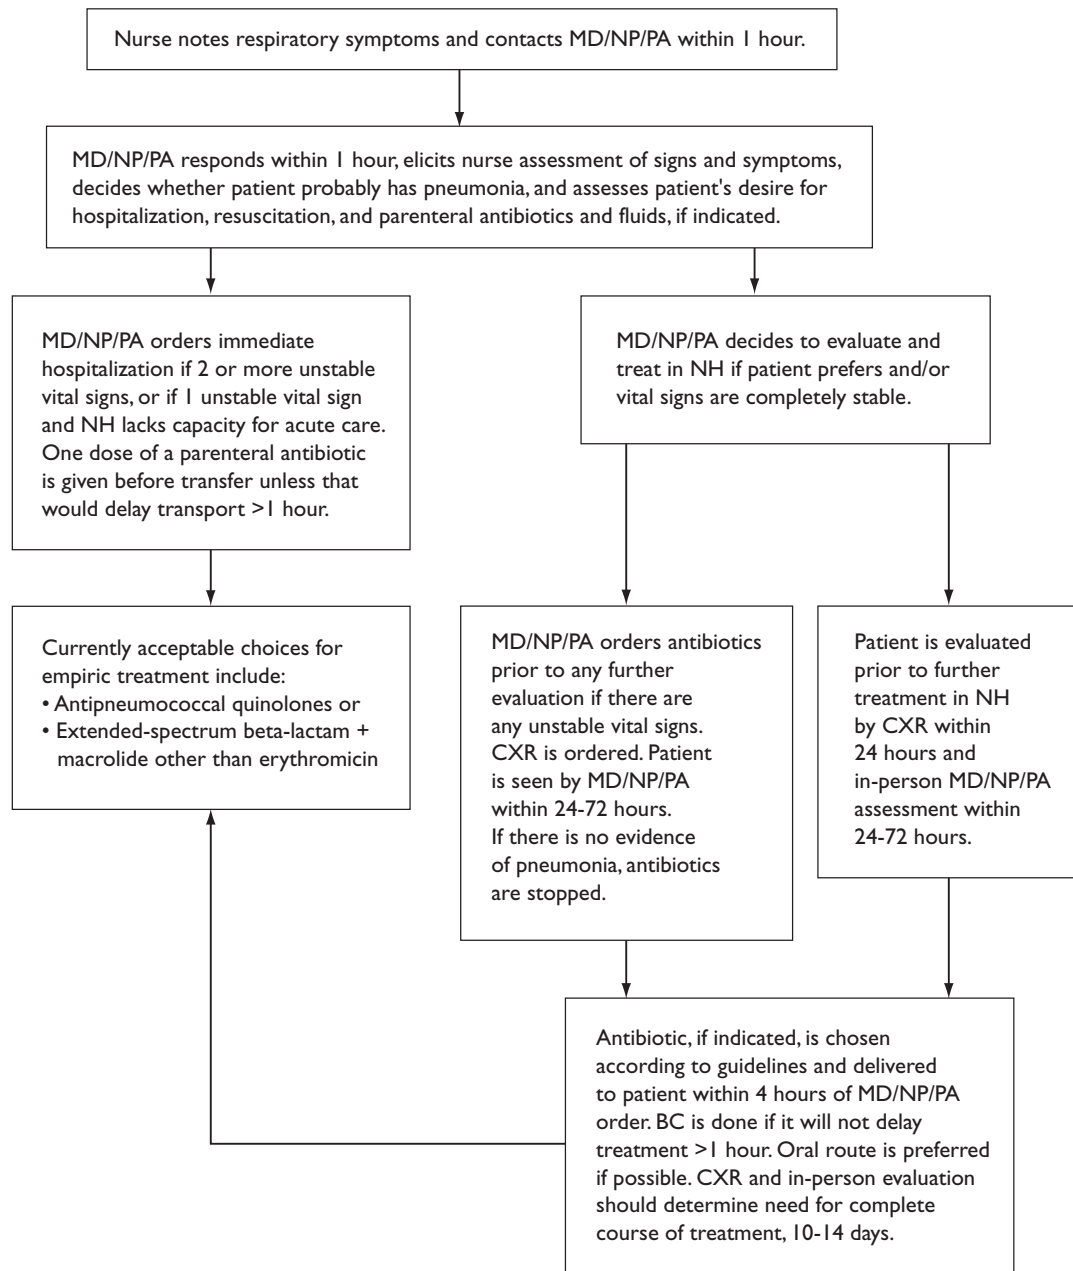 Nurse notes respiratory symptoms and contacts MD/NP/PA within 1 hour.
MD/NP/PA responds within 1 hour, elicits nurse assessment of signs and symptoms,
decides whether patient probably has pneumonia, and assesses patient's desire for
hospitalization, resuscitation, and parenteral antibiotics and fluids, if indicated.
MD/NP/PA orders immediate
hospitalization if 2 or more unstable
vital signs, or if 1 unstable vital sign
and NH lacks capacity for acute care.
One dose of a parenteral antibiotic
is given before transfer unless that
would delay transport >1 hour.
MD/NP/PA decides to evaluate and
treat in NH if patient prefers and/or
vital signs are completely stable.
Currently acceptable choices for
empiric treatment include:
• Antipneumococcal quinolones or
• Extended-spectrum beta-lactam +
macrolide other than erythromicin
MD/NP/PA orders antibiotics
prior to any further
evaluation if there are
any unstable vital signs.
CXR is ordered. Patient
is seen by MD/NP/PA
within 24-72 hours.
If there is no evidence
of pneumonia, antibiotics
are stopped.
Patient is evaluated
prior to further
treatment in NH
by CXR within
24 hours and
in-person MD/NP/PA
assessment within
24-72 hours.
Antibiotic, if indicated, is chosen
according to guidelines and delivered
to patient within 4 hours of MD/NP/PA
order. BC is done if it will not delay
treatment >1 hour. Oral route is preferred
if possible. CXR and in-person evaluation
should determine need for complete
course of treatment, 10-14 days.